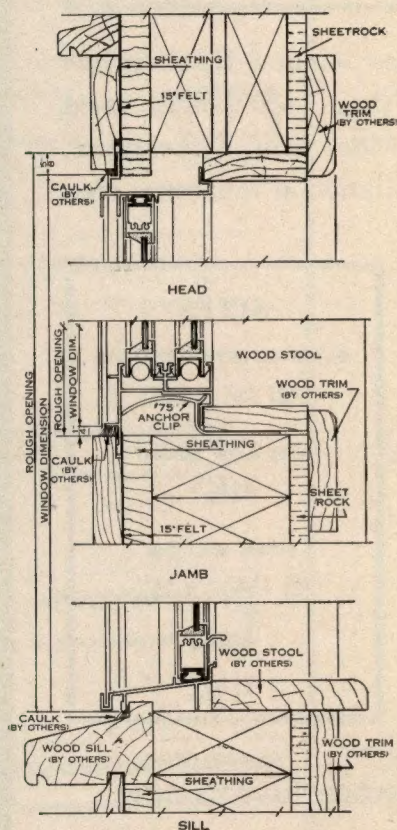 SHEETROCK
SHEATHING
15# FELT
WOOD
TRIM
(BY OTHERS)
5/8
CAULK
(BY
OTHERS)
HEAD
ROUGH OPENING
WINDOW DIMENSION
ROUGH OPENING
WINDOW DIM.
WOOD STOOL
WOOD TRIM
(BY OTHERS)
#75
ANCHOR
CLIP
SHEATHING
CAULK
(BY
OTHERS)
SHEET
ROCK
15# FELT
JAMB
WOOD STOOL
(BY OTHERS)
CAULK
(BY OTHERS)
WOOD SILL
(BY OTHERS)
WOOD TRIM
(BY OTHERS)
SHEATHING
SILL